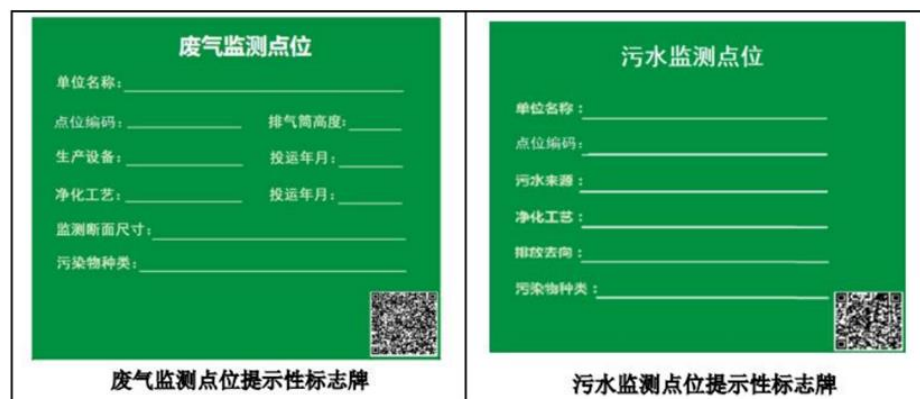 废气监测点位
单位名称：
点位编码： 排气筒高度：
生产设备： 投运年月：
净化工艺： 投运年月：
监测断面尺寸：
污染物种类：
废气监测点位提示性标志牌
污水监测点位
单位名称：
点位编码：
污水来源：
净化工艺：
排放去向：
污染物种类：
污水监测点位提示性标志牌